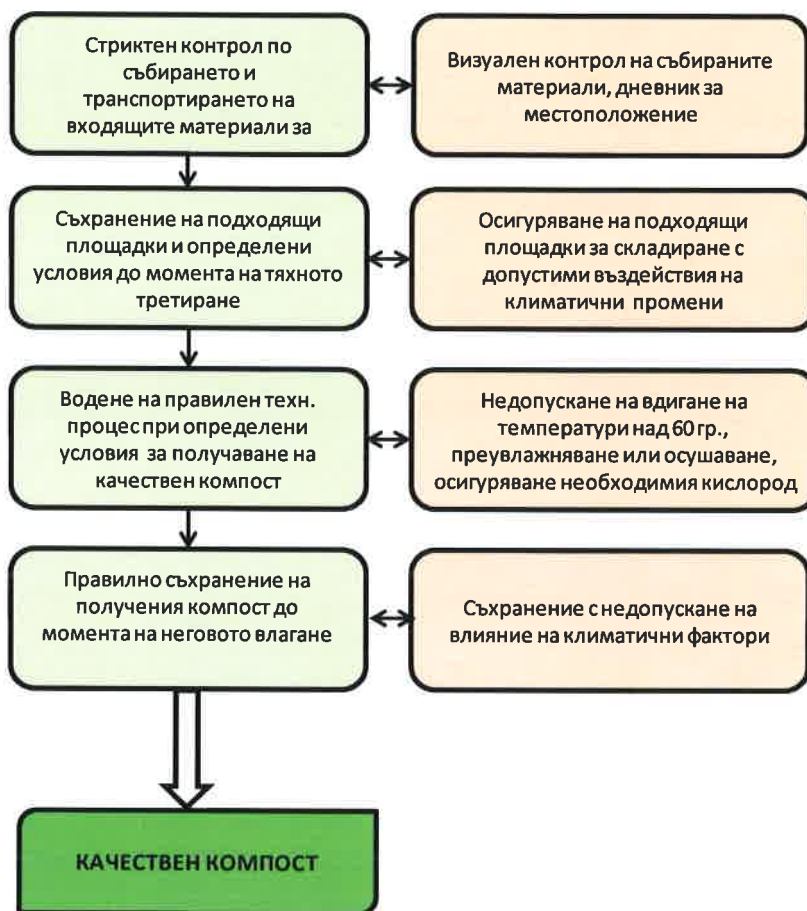 Стриктен контрол по
събирането и
транспортирането на
входящите материали за
Визуален контрол на събираните
материали, дневник за
местоположение
Съхранение на подходящи
площадки и определени
условия до момента на тяхното
третиране
Осигуряване на подходящи
площадки за складиране с
допустими въздействия на
климатични промени
Водене на правилен техн.
процес при определени
условия за получаване на
качествен компост
Недопускане на вдигане на
температури над 60 гр.,
преувлажняване или осушаване,
осигуряване необходимия кислород
Правилно съхранение на
получения компост до
момента на неговото влагане
Съхранение с недопускане на
влияние на климатични фактори
КАЧЕСТВЕН КОМПОСТ